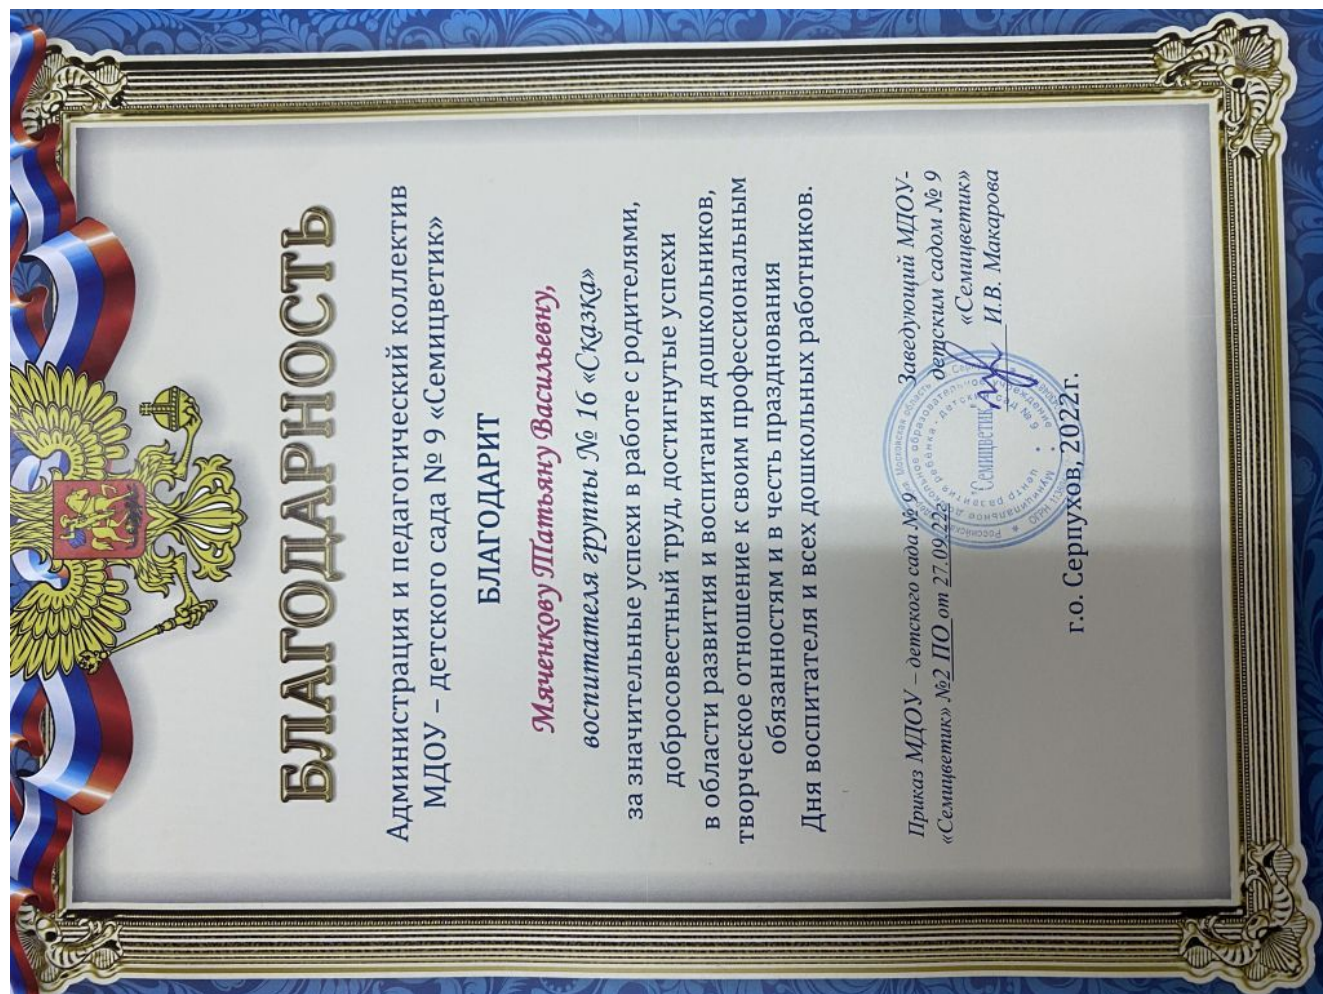 БЛАГОДАРНОСТЬ
Администрация и педагогический коллектив
МДОУ – детского сада № 9 «Семицветик»
БЛАГОДАРИТ
Мяченкову Татьяну Васильевну,
воспитателя группы № 16 «Сказка»
за значительные успехи в работе с родителями,
добросовестный труд, достигнутые успехи
в области развития и воспитания дошкольников,
творческое отношение к своим профессиональным
обязанностям и в честь празднования
Дня воспитателя и всех дошкольных работников.
Приказ МДОУ – детского сада № 9
«Семицветик» №2 ПО от 27.09.22г
Заведующий МДОУ-
детским садом № 9
«Семицветик»
И.В. Макарова
"Семицветик"
г.о. Серпухов, 2022г.